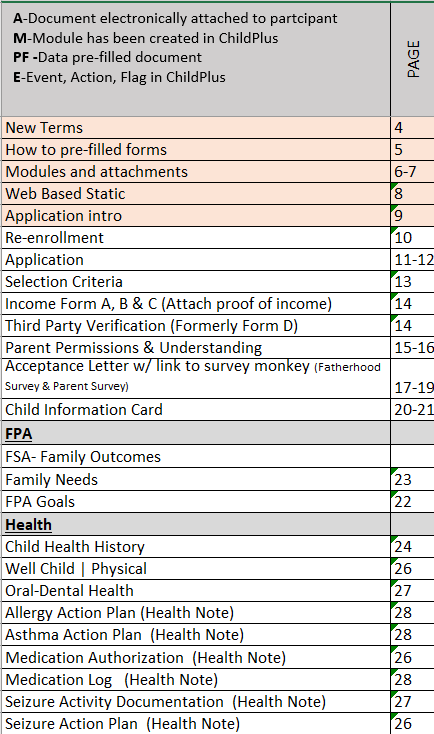 A-Document electronically attached to partcipant
M-Module has been created in ChildPlus
PF -Data pre-filled document
E-Event, Action, Flag in ChildPlus
PAGE
New Terms 4
How to pre-filled forms 5
Modules and attachments 6-7
Web Based Static 8
Application intro 9
Re-enrollment 10
Application 11-12
Selection Criteria 13
Income Form A, B & C (Attach proof of income) 14
Third Party Verification (Formerly Form D) 14
Parent Permissions & Understanding 15-16
Acceptance Letter w/ link to survey monkey (Fatherhood
Survey & Parent Survey) 17-19
Child Information Card 20-21
FPA
FSA- Family Outcomes
Family Needs 23
FPA Goals 22
Health
Child Health History 24
Well Child | Physical 26
Oral-Dental Health 27
Allergy Action Plan (Health Note) 28
Asthma Action Plan (Health Note) 28
Medication Authorization (Health Note) 26
Medication Log (Health Note) 28
Seizure Activity Documentation (Health Note) 27
Seizure Action Plan (Health Note) 26